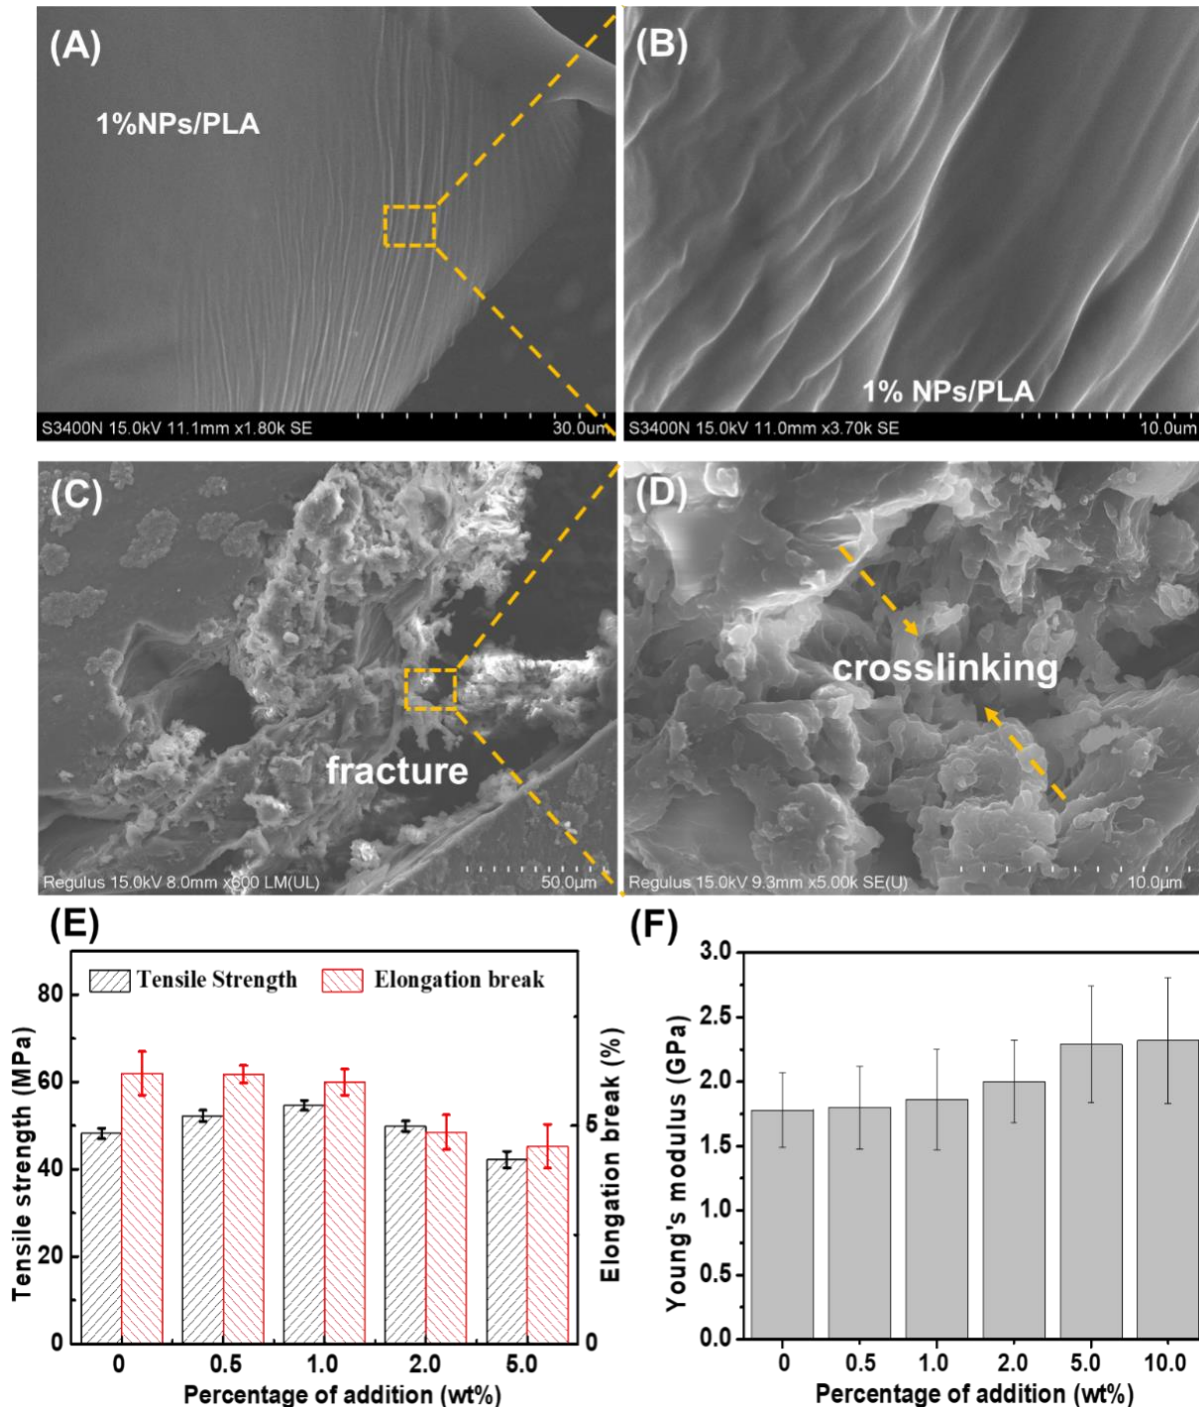 (A)
1%NPs/PLA
S3400N 15.0kV 11.1mm x1.80k SE
30.0um
(B)
1% NPs/PLA
S3400N 15.0kV 11.0mm x3.70k SE
10.0um
(C)
fracture
Regulus 15.0kV 8.0mm x600 LM(UL)
50.0µm
(D)
crosslinking
Regulus 15.0kV 9.3mm x5.00k SE(U)
10.0µm
(E)
Tensile Strength
Elongation break
Tensile strength (MPa)
80
60
40
20
0
Elongation break (%)
6
0
0 0.5 1.0 2.0 5.0
Percentage of addition (wt%)
(F)
Young's modulus (GPa)
3.0
2.5
2.0
1.5
1.0
0.5
0.0
0 0.5 1.0 2.0 5.0 10.0
Percentage of addition (wt%)